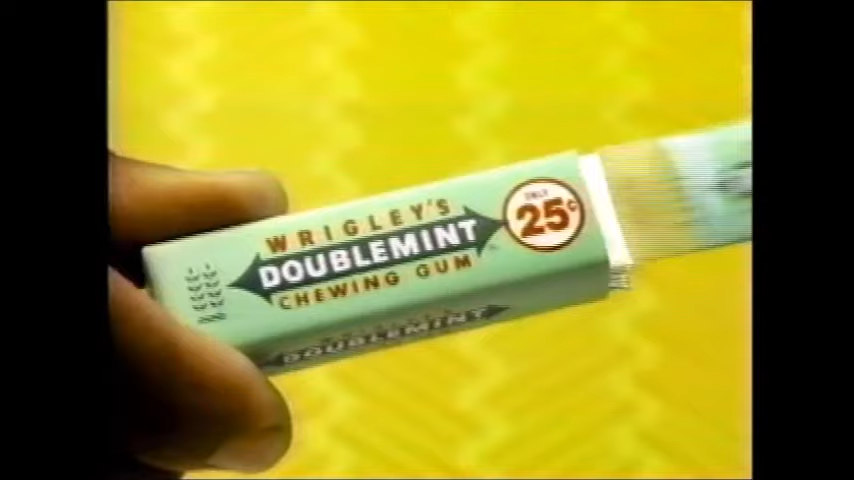 WRIGLEY'S
DOUBLEMINT
CHEWING GUM
ONLY
25¢
DOUBLEMINT